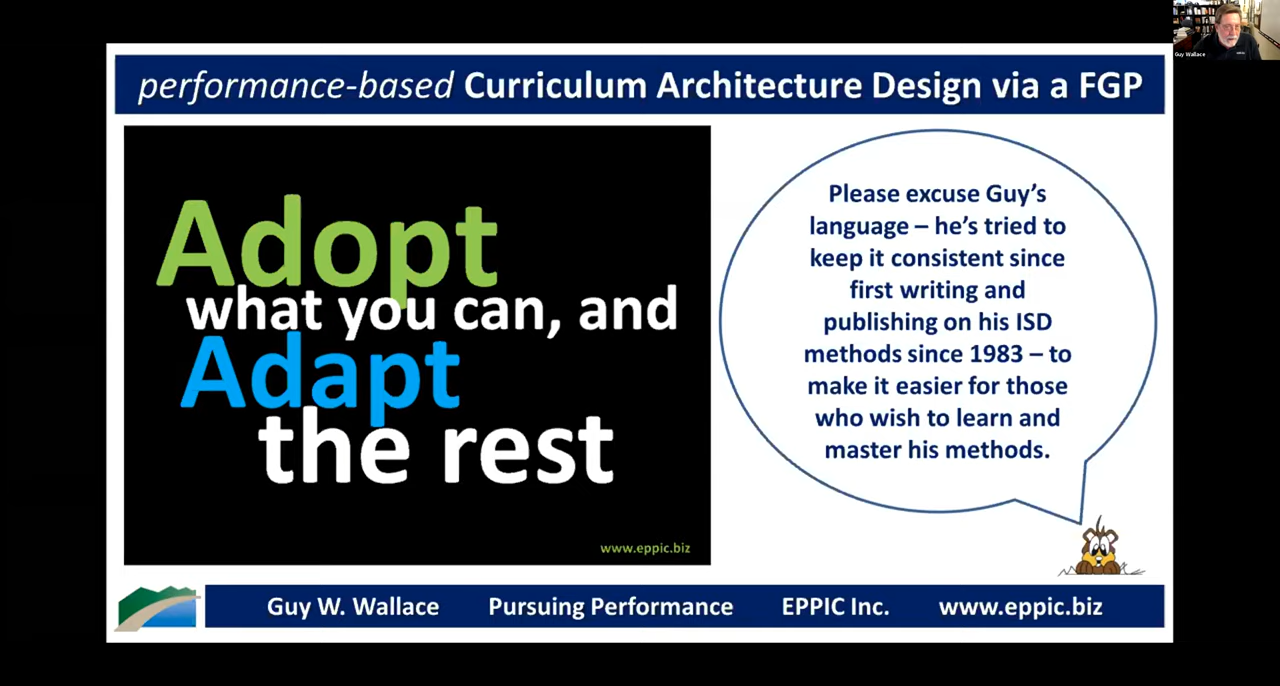 performance-based Curriculum Architecture Design via a FGP
Adopt
what you can, and
Adapt
the rest
www.eppic.biz
Please excuse Guy's
language – he's tried to
keep it consistent since
first writing and
publishing on his ISD
methods since 1983 – to
make it easier for those
who wish to learn and
master his methods.
Guy W. Wallace Pursuing Performance EPPIC Inc. www.eppic.biz
Guy Wallace